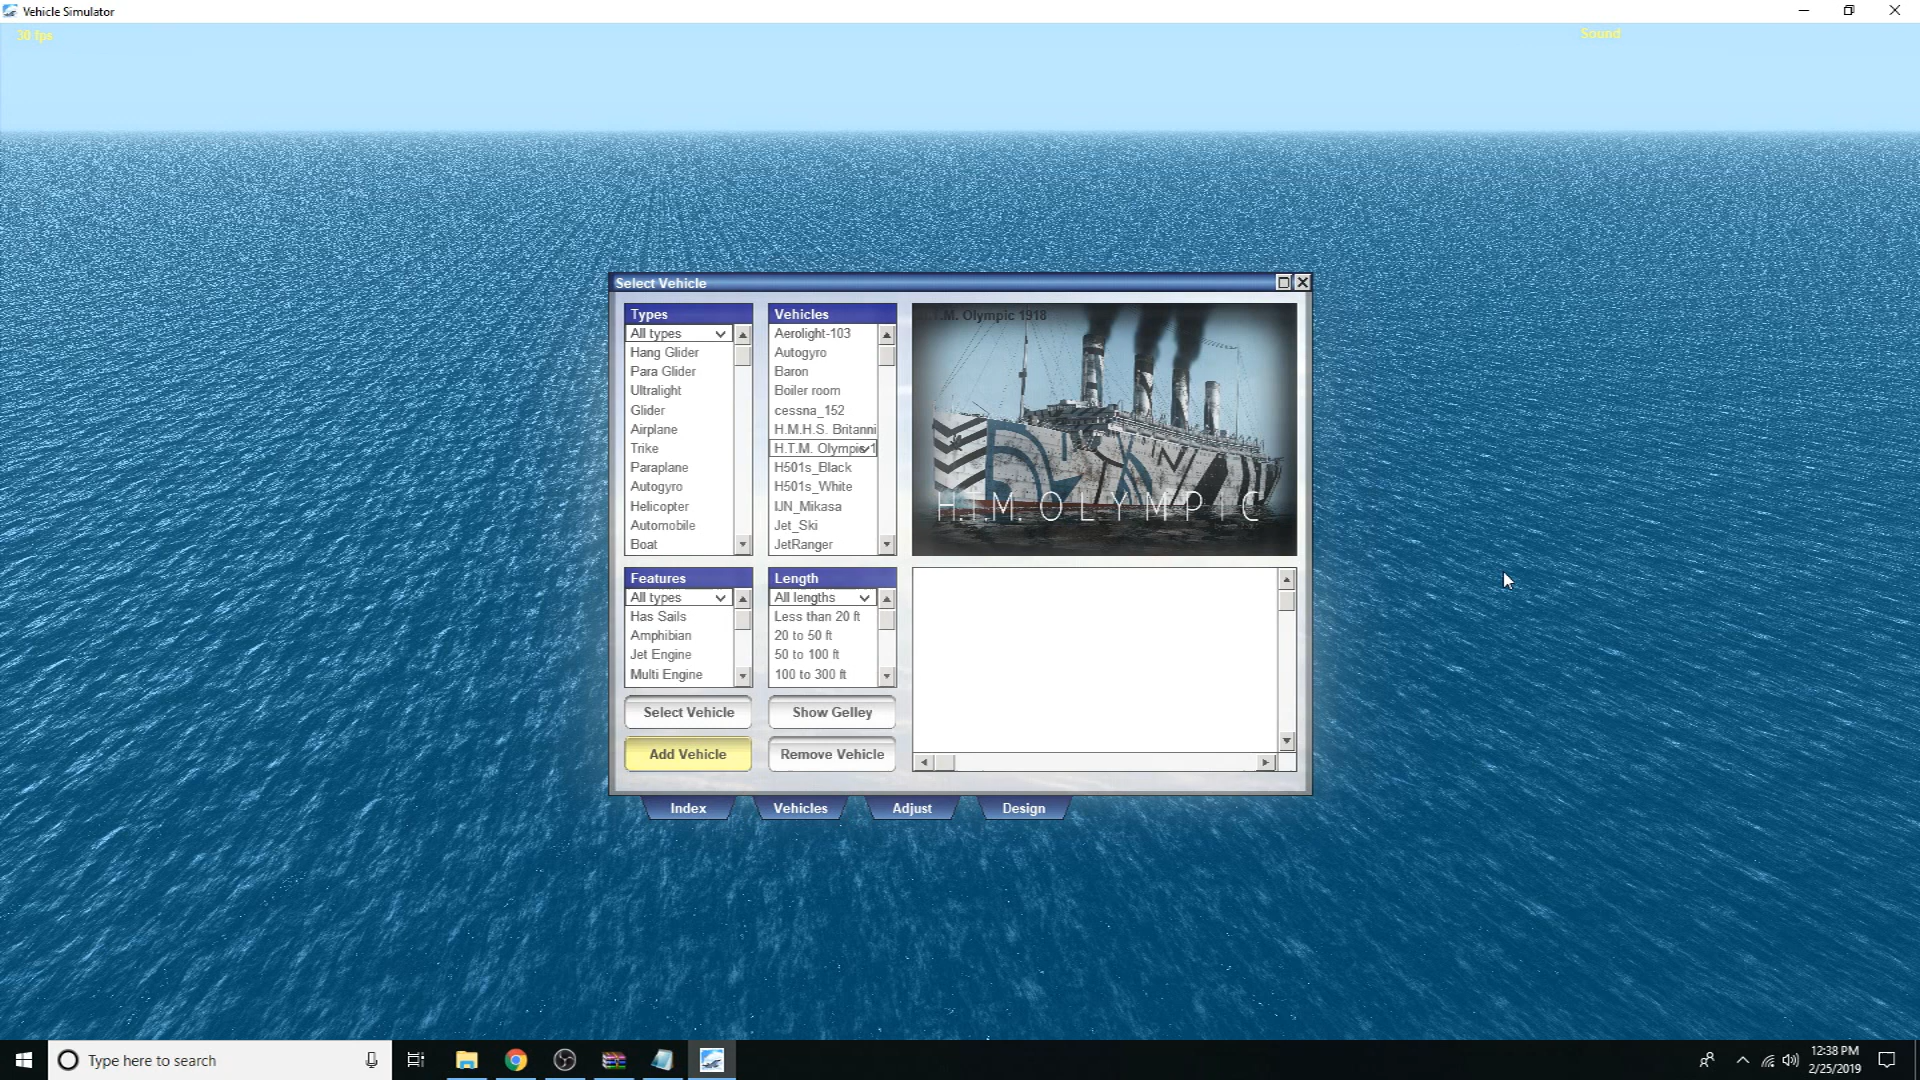 Vehicle Simulator
30 fps
Sound
Select Vehicle
Types
All types
Hang Glider
Para Glider
Ultralight
Glider
Airplane
Trike
Paraplane
Autogyro
Helicopter
Automobile
Boat
Vehicles
Aerolight-103
Autogyro
Baron
Boiler room
cessna_152
H.M.H.S. Britanni
H.T.M. Olympic 1
H501s_Black
H501s_White
IJN_Mikasa
Jet_Ski
JetRanger
.T.M. Olympic 1918
H.T.M. OLYMPIC
Features
All types
Has Sails
Amphibian
Jet Engine
Multi Engine
Length
All lengths
Less than 20 ft
20 to 50 ft
50 to 100 ft
100 to 300 ft
Select Vehicle
Show Gelley
Add Vehicle
Remove Vehicle
Index
Vehicles
Adjust
Design
Type here to search
12:38 PM
2/25/2019